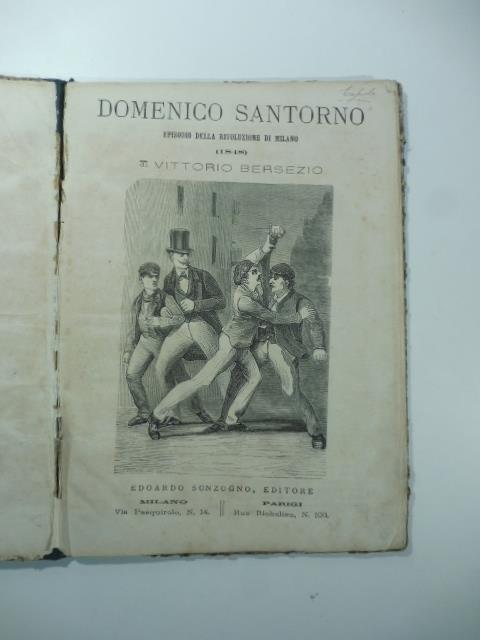 DOMENICO SANTORNO
EPISODIO DELLA RIVOLUZIONE DI MILANO
(1848)
DI VITTORIO BERSEZIO
EDOARDO SONZOGNO, EDITORE
MILANO
Via Pasquirolo, N. 14.
PARIGI
Rue Richelieu, N. 100.